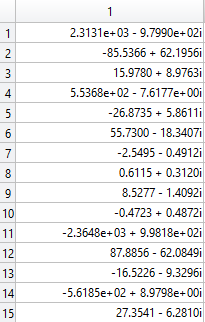 1
1 2.3131e+03 - 9.7990e+02i
2 -85.5366 + 62.1956i
3 15.9780 + 8.9763i
4 5.5368e+02 - 7.6177e+00i
5 -26.8735 + 5.8611i
6 55.7300 - 18.3407i
7 -2.5495 - 0.4912i
8 0.6115 + 0.3120i
9 8.5277 - 1.4092i
10 -0.4723 + 0.4872i
11 -2.3648e+03 + 9.9818e+02i
12 87.8856 - 62.0849i
13 -16.5226 - 9.3296i
14 -5.6185e+02 + 8.9798e+00i
15 27.3541 - 6.2810i